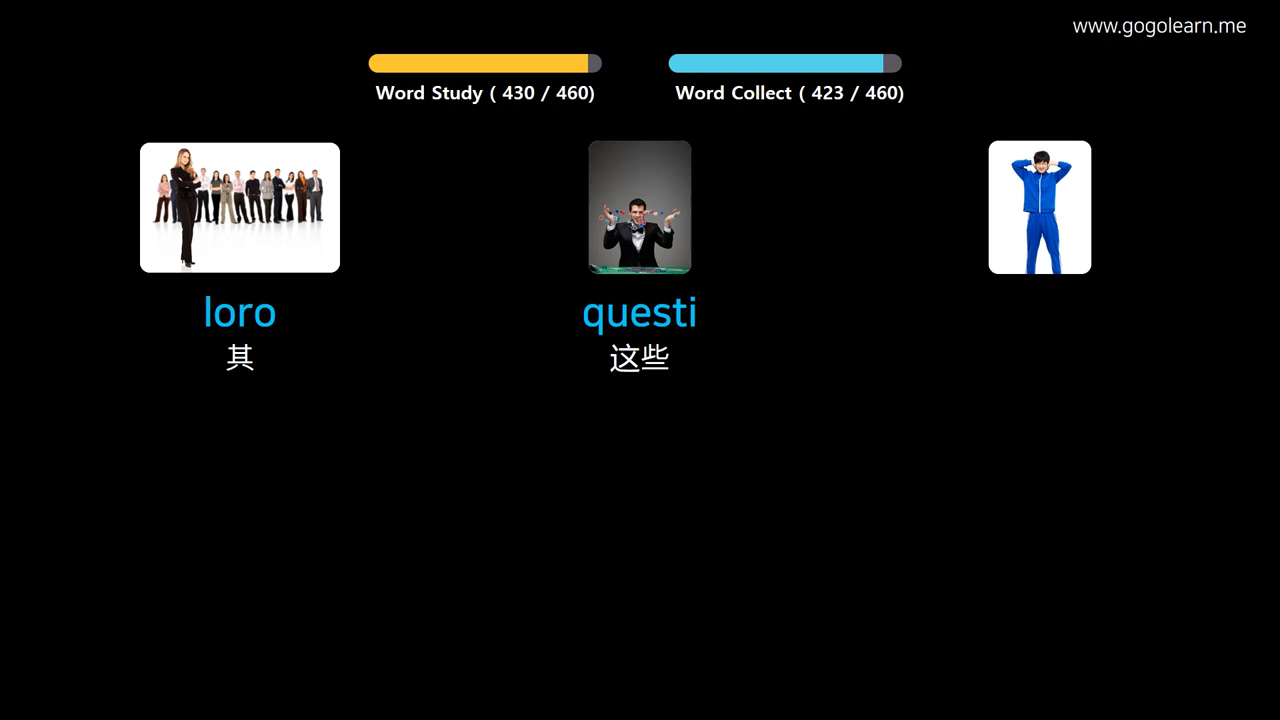 www.gogolearn.me
Word Study ( 430 / 460)
Word Collect ( 423 / 460)
loro
其
questi
这些